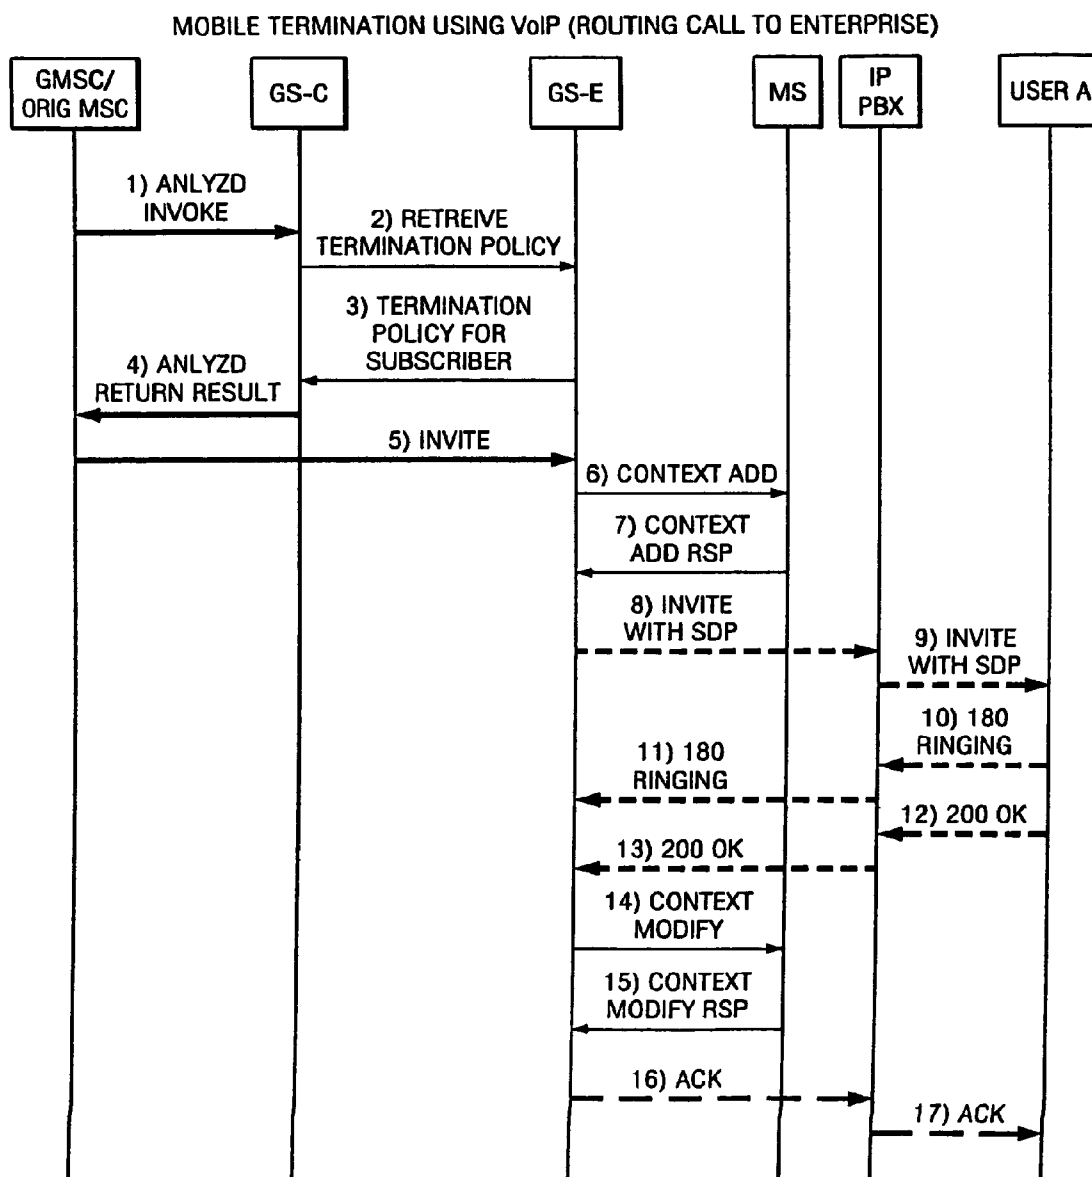 MOBILE TERMINATION USING VoIP (ROUTING CALL TO ENTERPRISE)
GMSC/
ORIG MSC
GS-C
GS-E
MS
IP
PBX
USER A
1) ANLYZD
INVOKE
2) RETREIVE
TERMINATION POLICY
3) TERMINATION
POLICY FOR
SUBSCRIBER
4) ANLYZD
RETURN RESULT
5) INVITE
6) CONTEXT ADD
7) CONTEXT
ADD RSP
8) INVITE
WITH SDP
9) INVITE
WITH SDP
10) 180
RINGING
11) 180
RINGING
12) 200 OK
13) 200 OK
14) CONTEXT
MODIFY
15) CONTEXT
MODIFY RSP
16) ACK
17) ACK